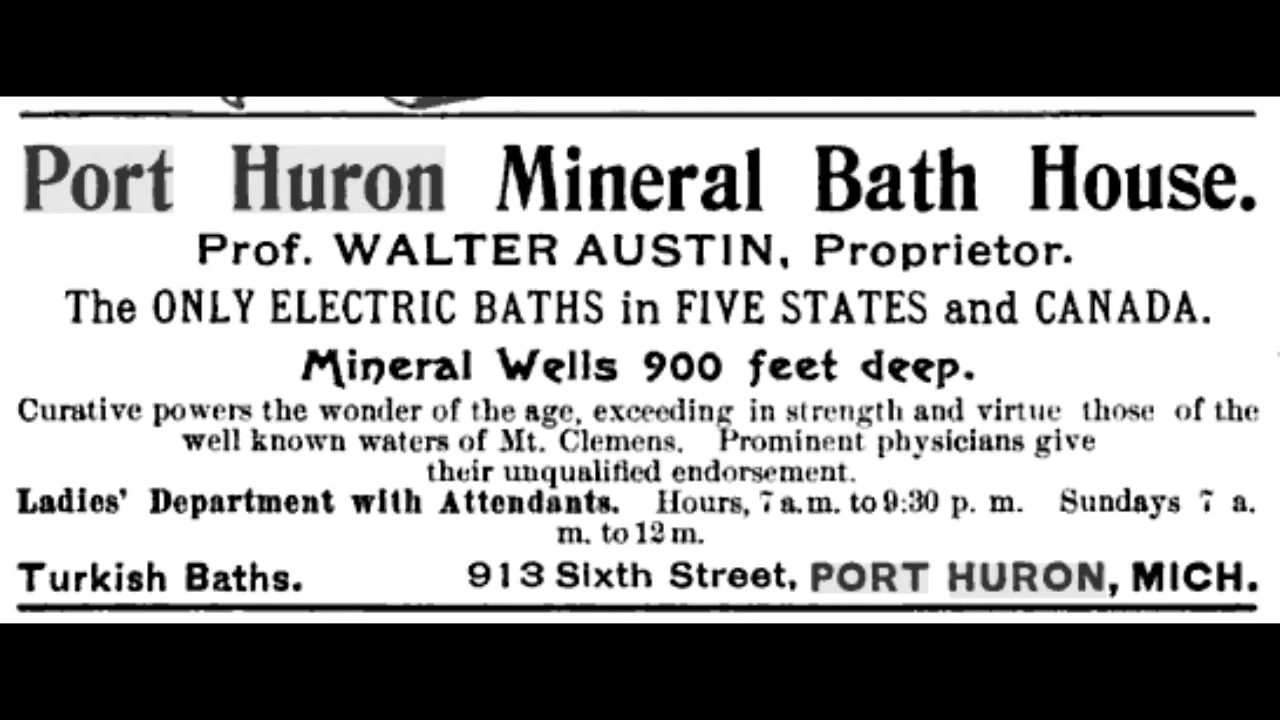 Port Huron Mineral Bath House.
Prof. WALTER AUSTIN, Proprietor.
The ONLY ELECTRIC BATHS in FIVE STATES and CANADA.
Mineral Wells 900 feet deep.
Curative powers the wonder of the age, exceeding in strength and virtue those of the
well known waters of Mt. Clemens. Prominent physicians give
their unqualified endorsement.
Ladies' Department with Attendants. Hours, 7 a.m. to 9:30 p. m. Sundays 7 a.
m. to 12 m.
Turkish Baths. 913 Sixth Street, PORT HURON, MICH.